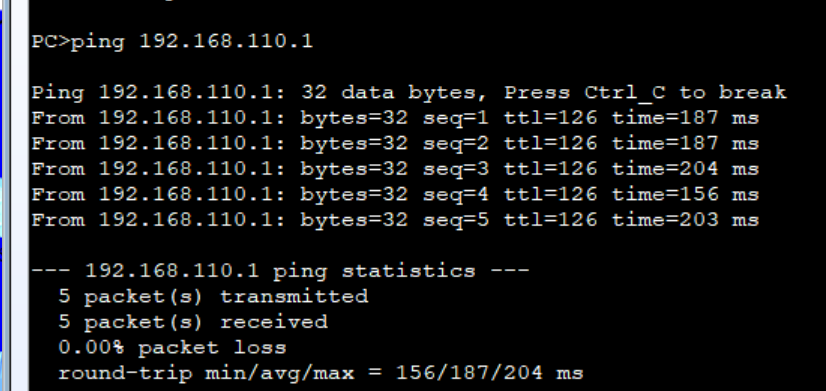 PC>ping 192.168.110.1
Ping 192.168.110.1: 32 data bytes, Press Ctrl_C to break
From 192.168.110.1: bytes=32 seq=1 ttl=126 time=187 ms
From 192.168.110.1: bytes=32 seq=2 ttl=126 time=187 ms
From 192.168.110.1: bytes=32 seq=3 ttl=126 time=204 ms
From 192.168.110.1: bytes=32 seq=4 ttl=126 time=156 ms
From 192.168.110.1: bytes=32 seq=5 ttl=126 time=203 ms
--- 192.168.110.1 ping statistics ---
5 packet(s) transmitted
5 packet(s) received
0.00% packet loss
round-trip min/avg/max = 156/187/204 ms